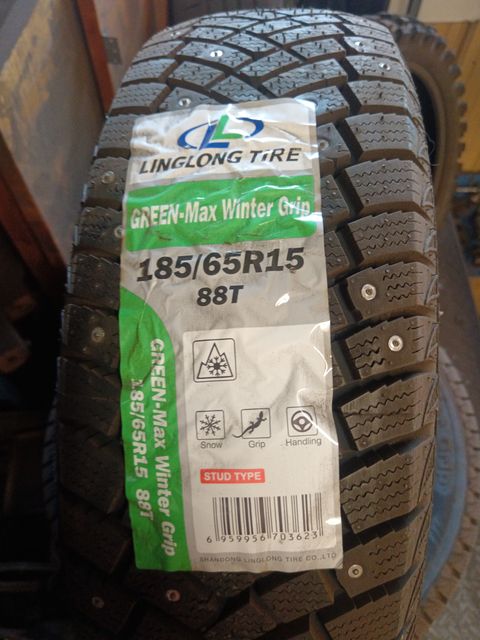 LINGLONG TIRE
GREEN-Max Winter Grip
185/65R15
88T
GREEN-Max Winter Grip
185/65R15 88T
Snow
Grip
Handling
STUD TYPE
6 959956 703623
SHANDONG LINGLONG TIRE CO.,LTD